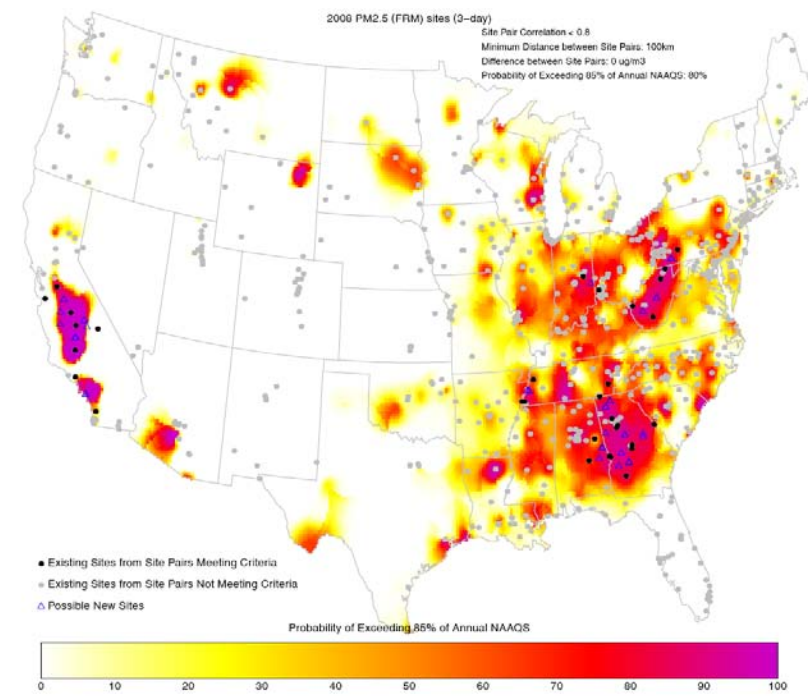 2008 PM2.5 (FRM) sites (3-day)
Site Pair Correlation < 0.8
Minimum Distance between Site Pairs: 100km
Difference between Site Pairs: 0 ug/m3
Probability of Exceeding 85% of Annual NAAQS: 80%
Existing Sites from Site Pairs Meeting Criteria
Existing Sites from Site Pairs Not Meeting Criteria
Possible New Sites
Probability of Exceeding 85% of Annual NAAQS
0 10 20 30 40 50 60 70 80 90 100